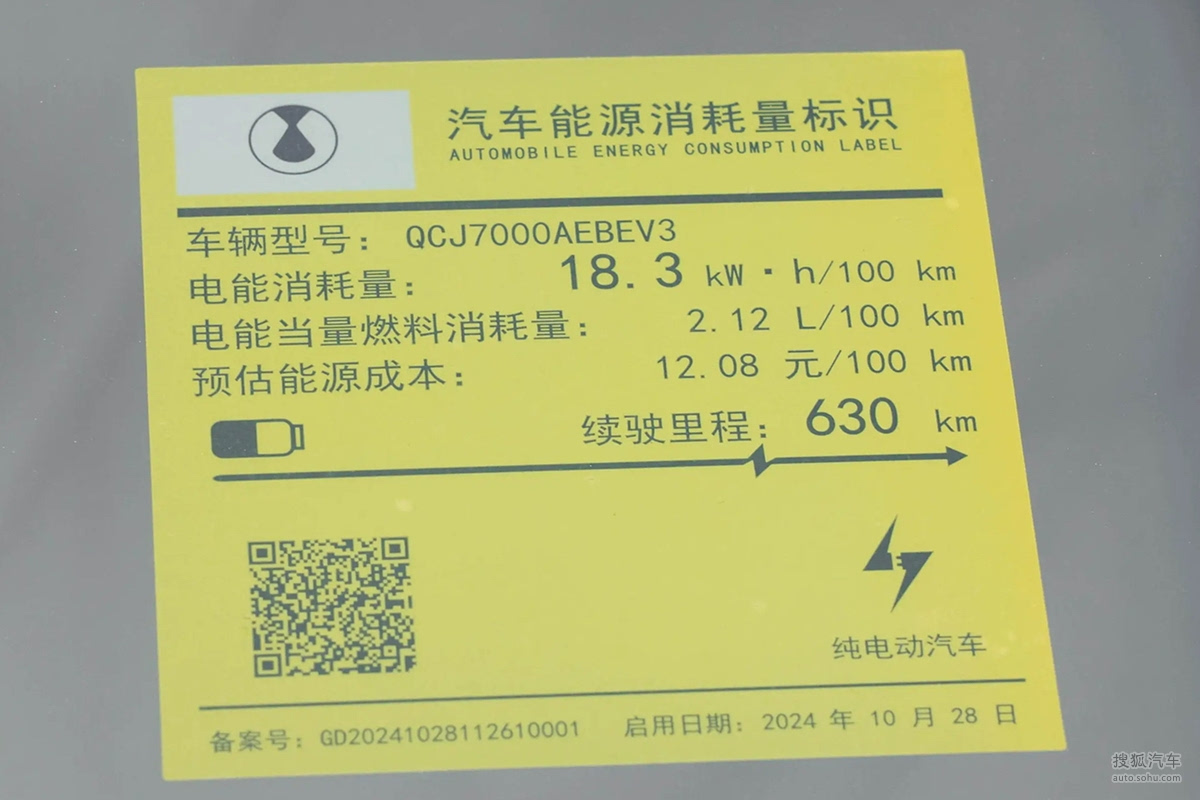 汽车能源消耗量标识
AUTOMOBILE ENERGY CONSUMPTION LABEL
车辆型号： QCJ7000AEBEV3
电能消耗量： 18.3 kW·h/100 km
电能当量燃料消耗量： 2.12 L/100 km
预估能源成本： 12.08 元/100 km
续驶里程： 630 km
纯电动汽车
备案号：GD20241028112610001 启用日期：2024 年 10 月 28 日
搜狐汽车
auto.sohu.com